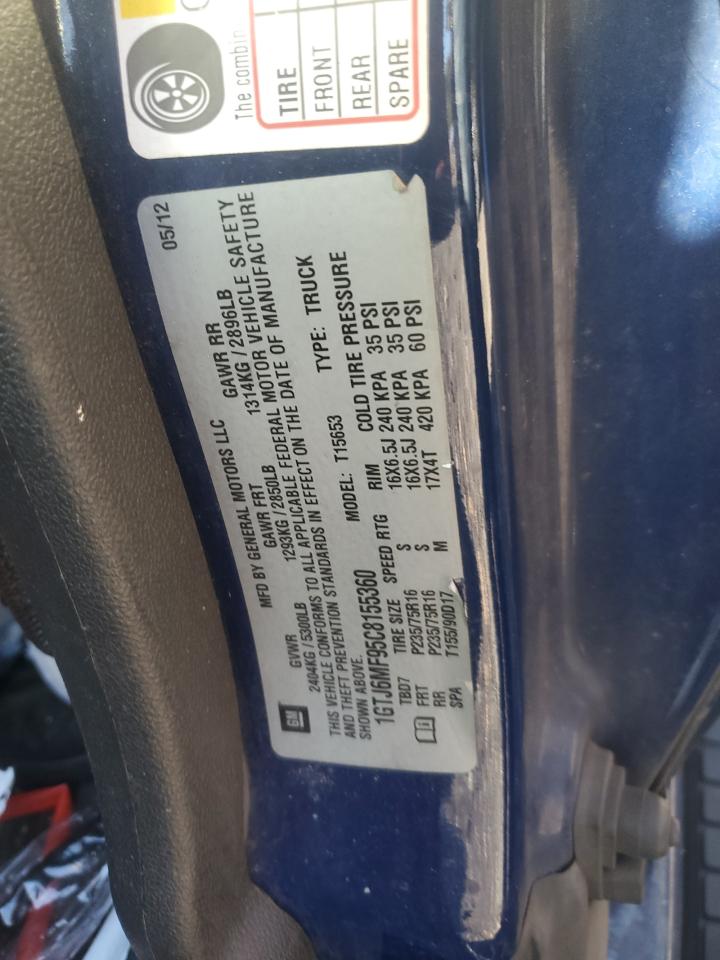 The combin
TIRE
FRONT
REAR
SPARE
05/12
MFD BY GENERAL MOTORS LLC
GVWR GAWR FRT GAWR RR
2404KG / 5300LB 1293KG / 2850LB 1314KG / 2896LB
THIS VEHICLE CONFORMS TO ALL APPLICABLE FEDERAL MOTOR VEHICLE SAFETY
AND THEFT PREVENTION STANDARDS IN EFFECT ON THE DATE OF MANUFACTURE
SHOWN ABOVE.
1GTJ6MF95C8155360 MODEL: T15653 TYPE: TRUCK
TBD7 TIRE SIZE SPEED RTG RIM COLD TIRE PRESSURE
FRT P235/75R16 S 16X6.5J 240 KPA 35 PSI
RR P235/75R16 S 16X6.5J 240 KPA 35 PSI
SPA T155/90D17 M 17X4T 420 KPA 60 PSI
GM